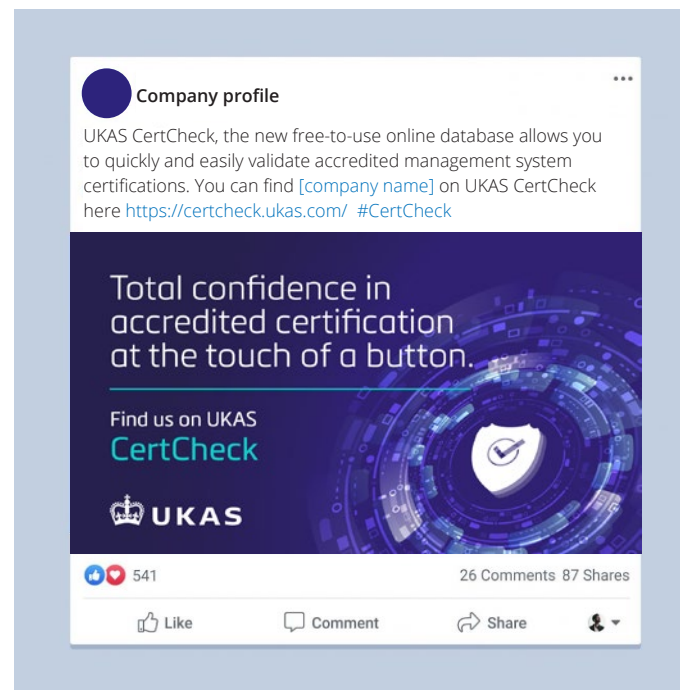 Company profile
UKAS CertCheck, the new free-to-use online database allows you
to quickly and easily validate accredited management system
certifications. You can find [company name] on UKAS CertCheck
here https://certcheck.ukas.com/ #CertCheck
Total confidence in
accredited certification
at the touch of a button.
Find us on UKAS
CertCheck
UKAS
541
26 Comments 87 Shares
Like Comment Share